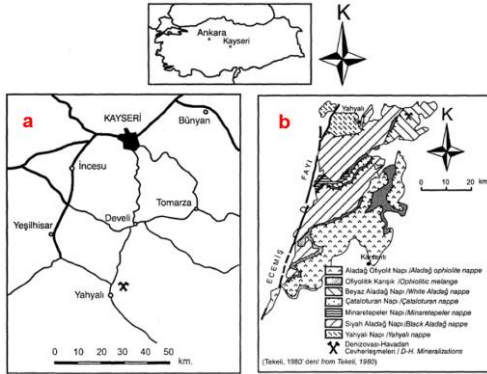 K
Ankara
Kayseri
a
KAYSERİ
Bünyan
İncesu
Tomarza
Yeşilhisar
Develi
Yahyalı
0 10 20 30 40 50
km.
b
K
Yahyalı
ECEMİŞ FAYI
0 10 20
km.
Aladağ Ofiyolit Napı /Aladağ ophiolite nappe
Ofiyolitik Karışık /Ophiolitic melange
Beyaz Aladağ Napı/White Aladağ nappe
Çataloturan Napı/Çataloturan nappe
Minaretepeler Napı/Minaretepeler nappe
Siyah Aladağ Napı/Black Aladağ nappe
Yahyalı Napı /Yahyalı nappe
Denizovası-Havadan
Cevherleşmeleri / D-H. Mineralizations
(Tekeli, 1980' den/ from Tekeli, 1980)